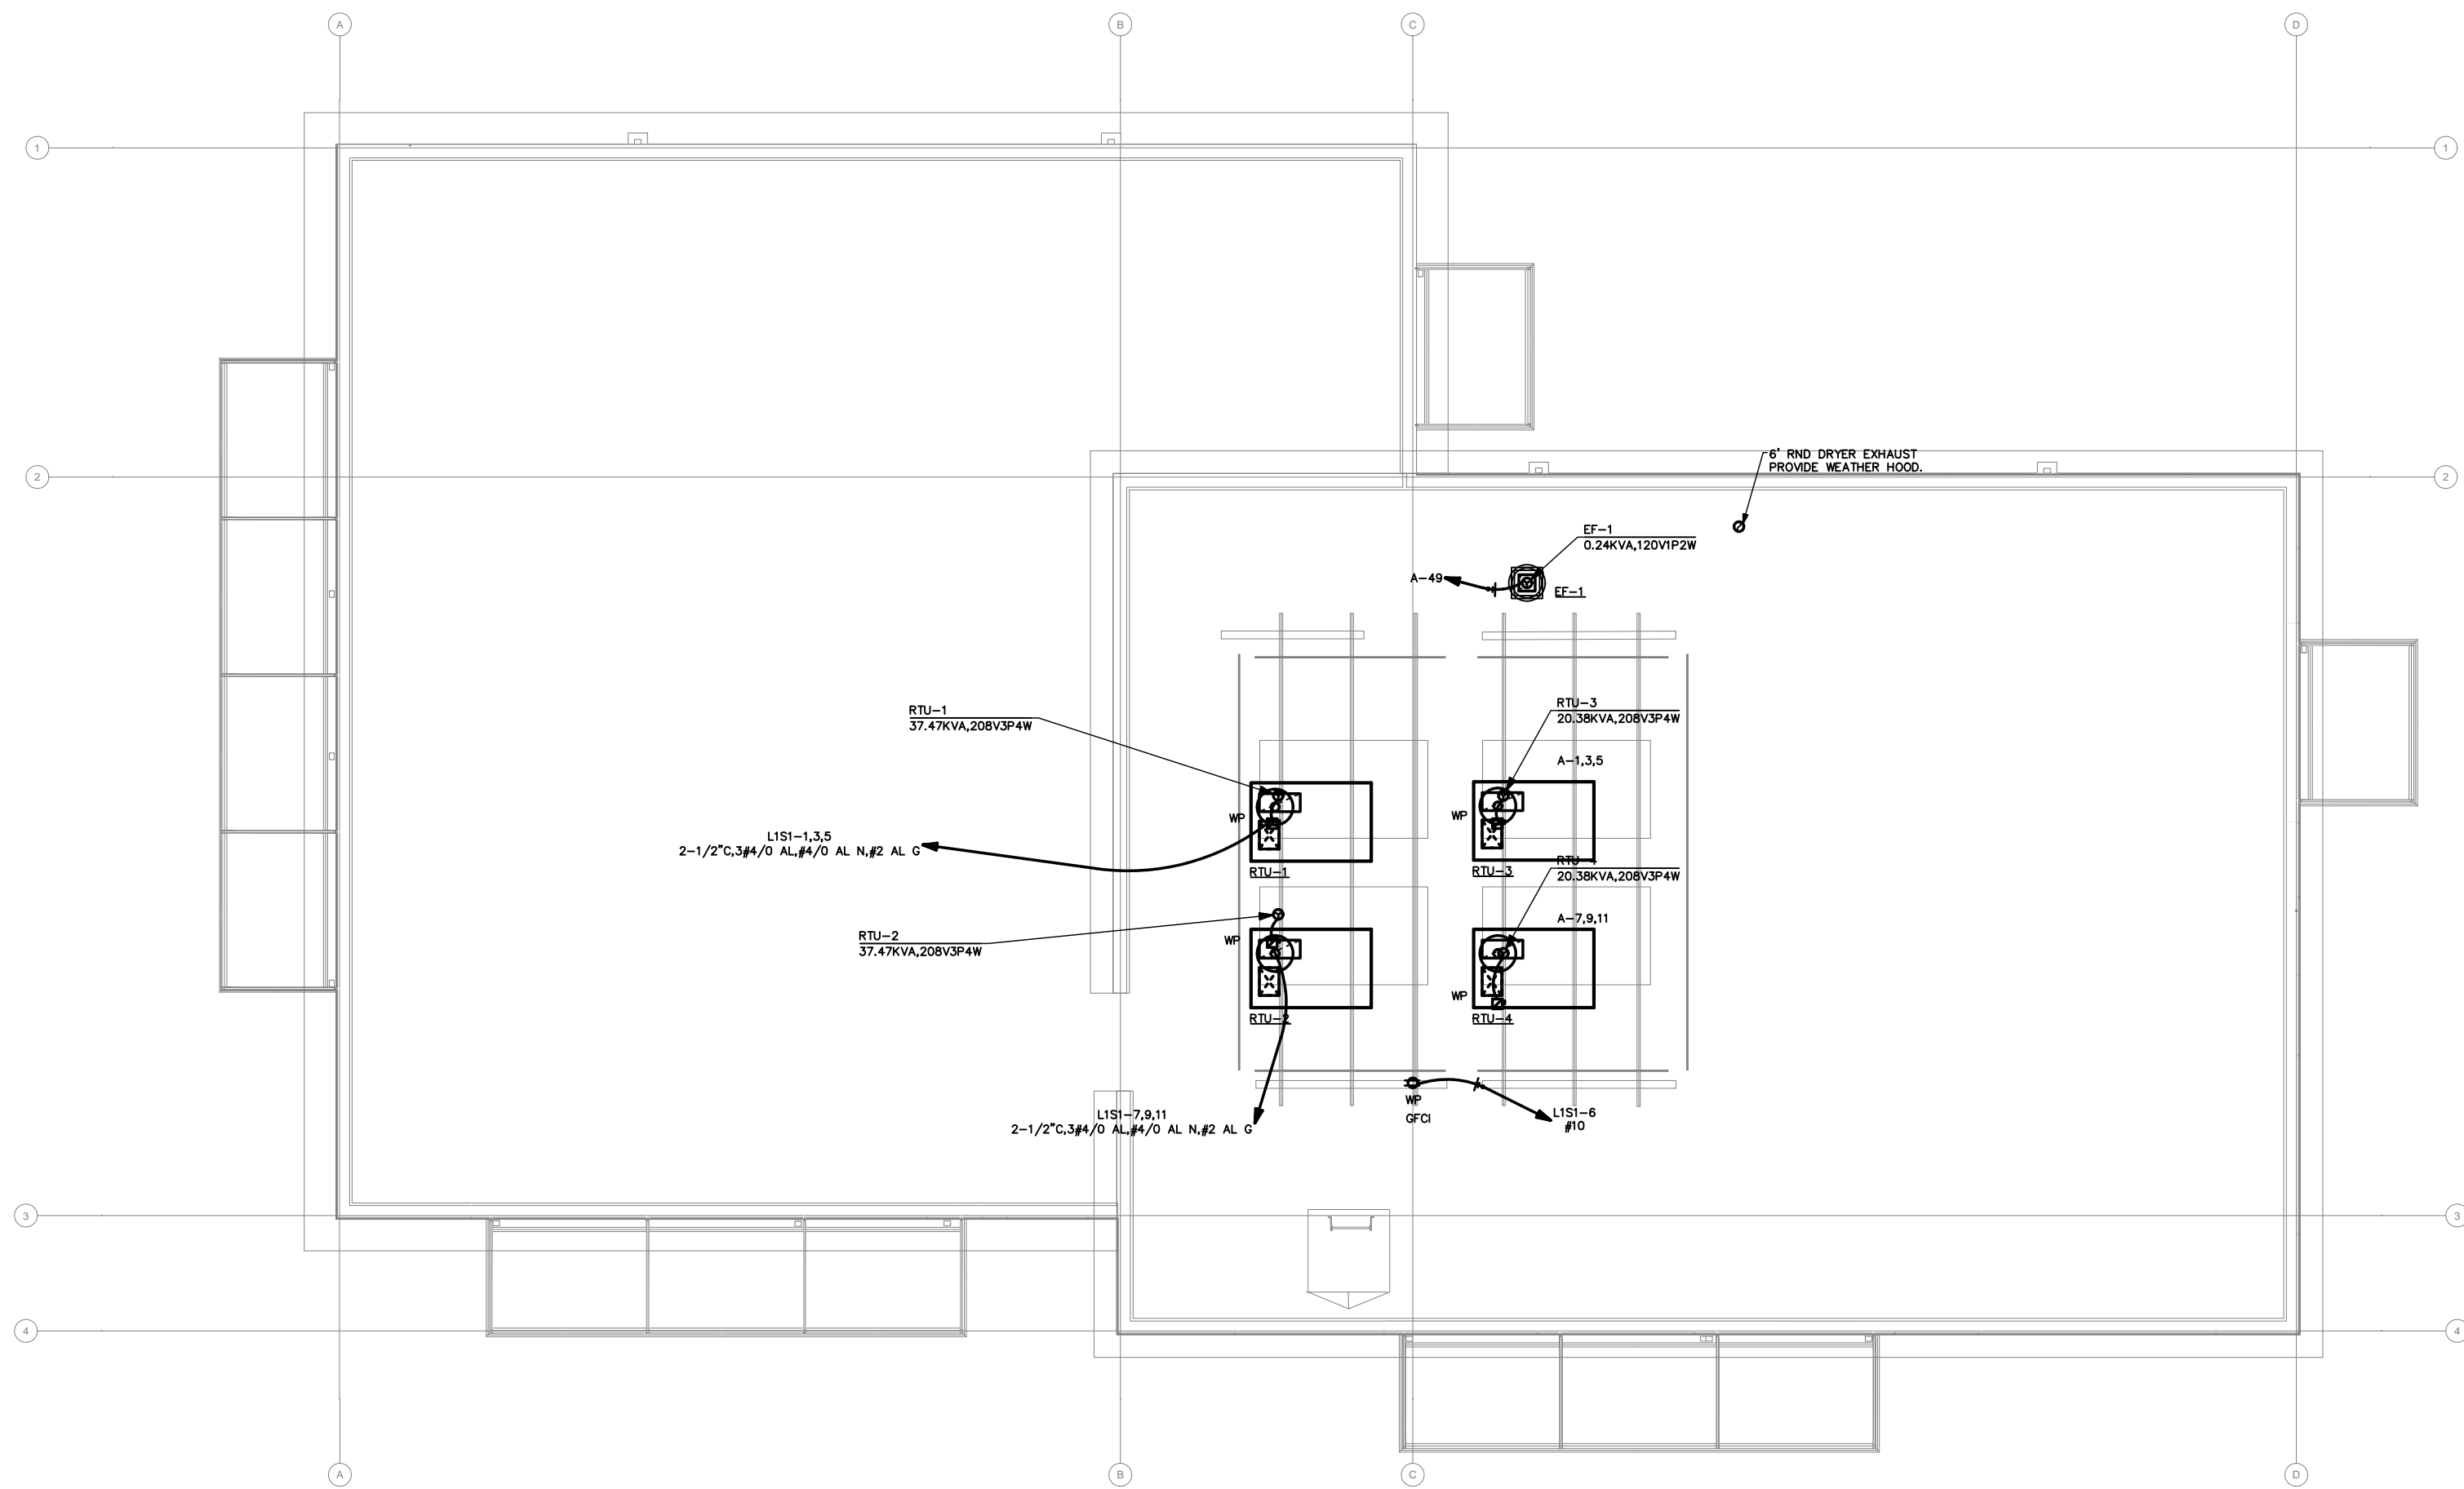 A
B
C
D
1
1
6' RND DRYER EXHAUST
PROVIDE WEATHER HOOD.
2
2
EF-1
0.24KVA,120V1P2W
A-49
EF-1
RTU-1
37.47KVA,208V3P4W
RTU-3
20.38KVA,208V3P4W
A-1,3,5
WP
WP
L1S1-1,3,5
2-1/2"C,3#4/0 AL,#4/0 AL N,#2 AL G
RTU-1
RTU-3
RTU-4
20.38KVA,208V3P4W
A-7,9,11
RTU-2
37.47KVA,208V3P4W
WP
WP
RTU-2
RTU-4
WP
GFCI
L1S1-7,9,11
2-1/2"C,3#4/0 AL,#4/0 AL N,#2 AL G
L1S1-6
#10
3
3
4
4
A
B
C
D